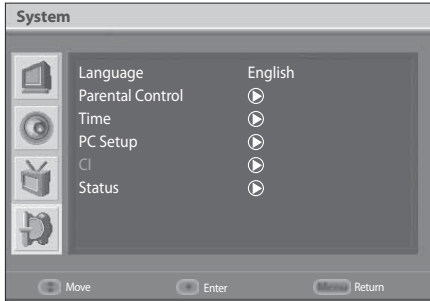 System
Language English
Parental Control
Time
PC Setup
CI
Status
Move Enter Menu Return